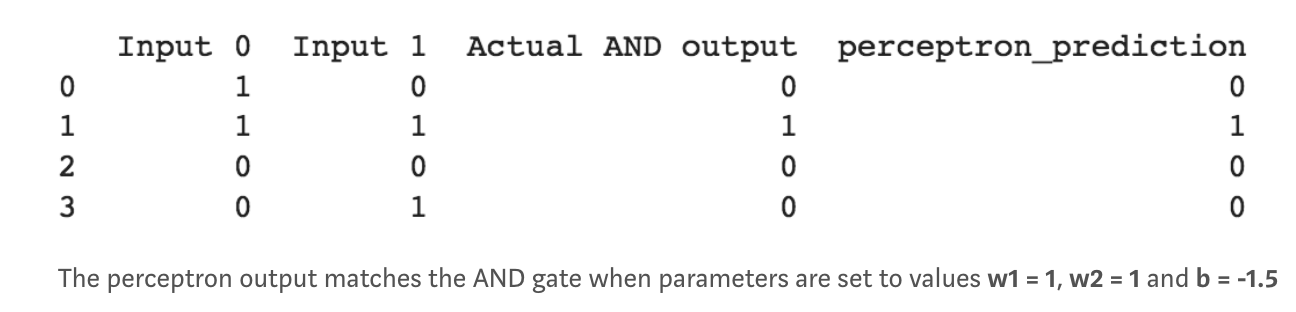 Input 0 Input 1 Actual AND output perceptron_prediction
0 1 0 0 0
1 1 1 1 1
2 0 0 0 0
3 0 1 0 0
The perceptron output matches the AND gate when parameters are set to values w1 = 1, w2 = 1 and b = -1.5